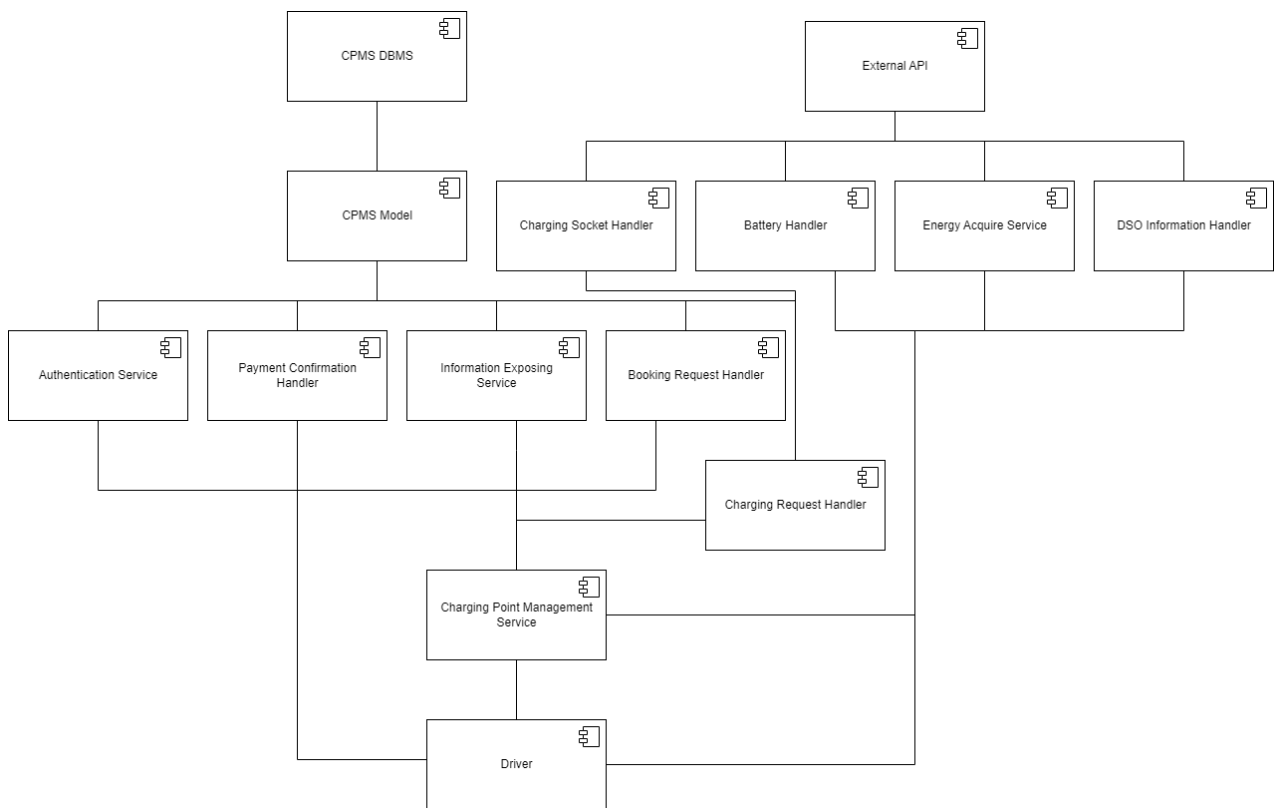 CPMS DBMS
External API
CPMS Model
Charging Socket Handler
Battery Handler
Energy Acquire Service
DSO Information Handler
Authentication Service
Payment Confirmation
Handler
Information Exposing
Service
Booking Request Handler
Charging Request Handler
Charging Point Management
Service
Driver